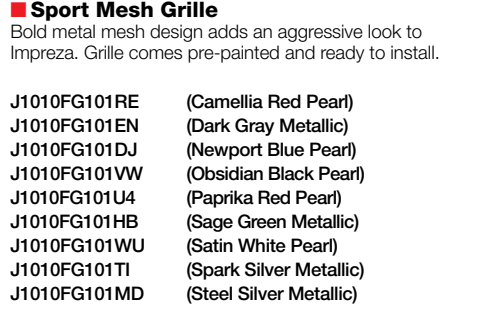 Sport Mesh Grille
Bold metal mesh design adds an aggressive look to
Impreza. Grille comes pre-painted and ready to install.
J1010FG101RE (Camellia Red Pearl)
J1010FG101EN (Dark Gray Metallic)
J1010FG101DJ (Newport Blue Pearl)
J1010FG101VW (Obsidian Black Pearl)
J1010FG101U4 (Paprika Red Pearl)
J1010FG101HB (Sage Green Metallic)
J1010FG101WU (Satin White Pearl)
J1010FG101TI (Spark Silver Metallic)
J1010FG101MD (Steel Silver Metallic)